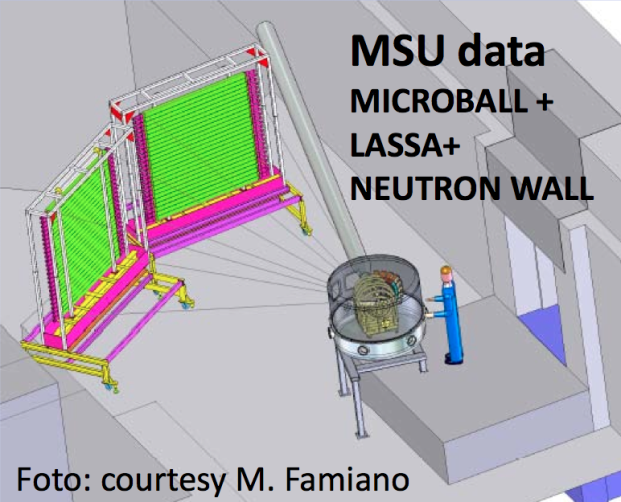 MSU data
MICROBALL +
LASSA+
NEUTRON WALL
Foto: courtesy M. Famiano